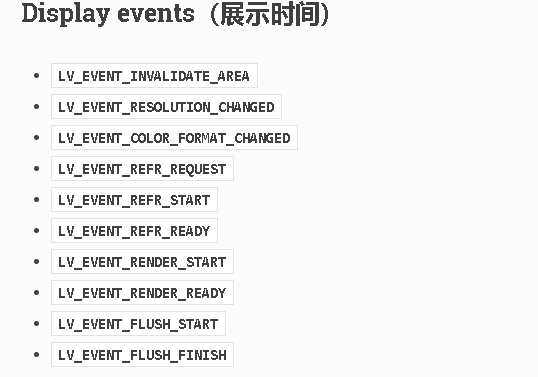 Display events（展示时间）
LV_EVENT_INVALIDATE_AREA
LV_EVENT_RESOLUTION_CHANGED
LV_EVENT_COLOR_FORMAT_CHANGED
LV_EVENT_REFR_REQUEST
LV_EVENT_REFR_START
LV_EVENT_REFR_READY
LV_EVENT_RENDER_START
LV_EVENT_RENDER_READY
LV_EVENT_FLUSH_START
LV_EVENT_FLUSH_FINISH